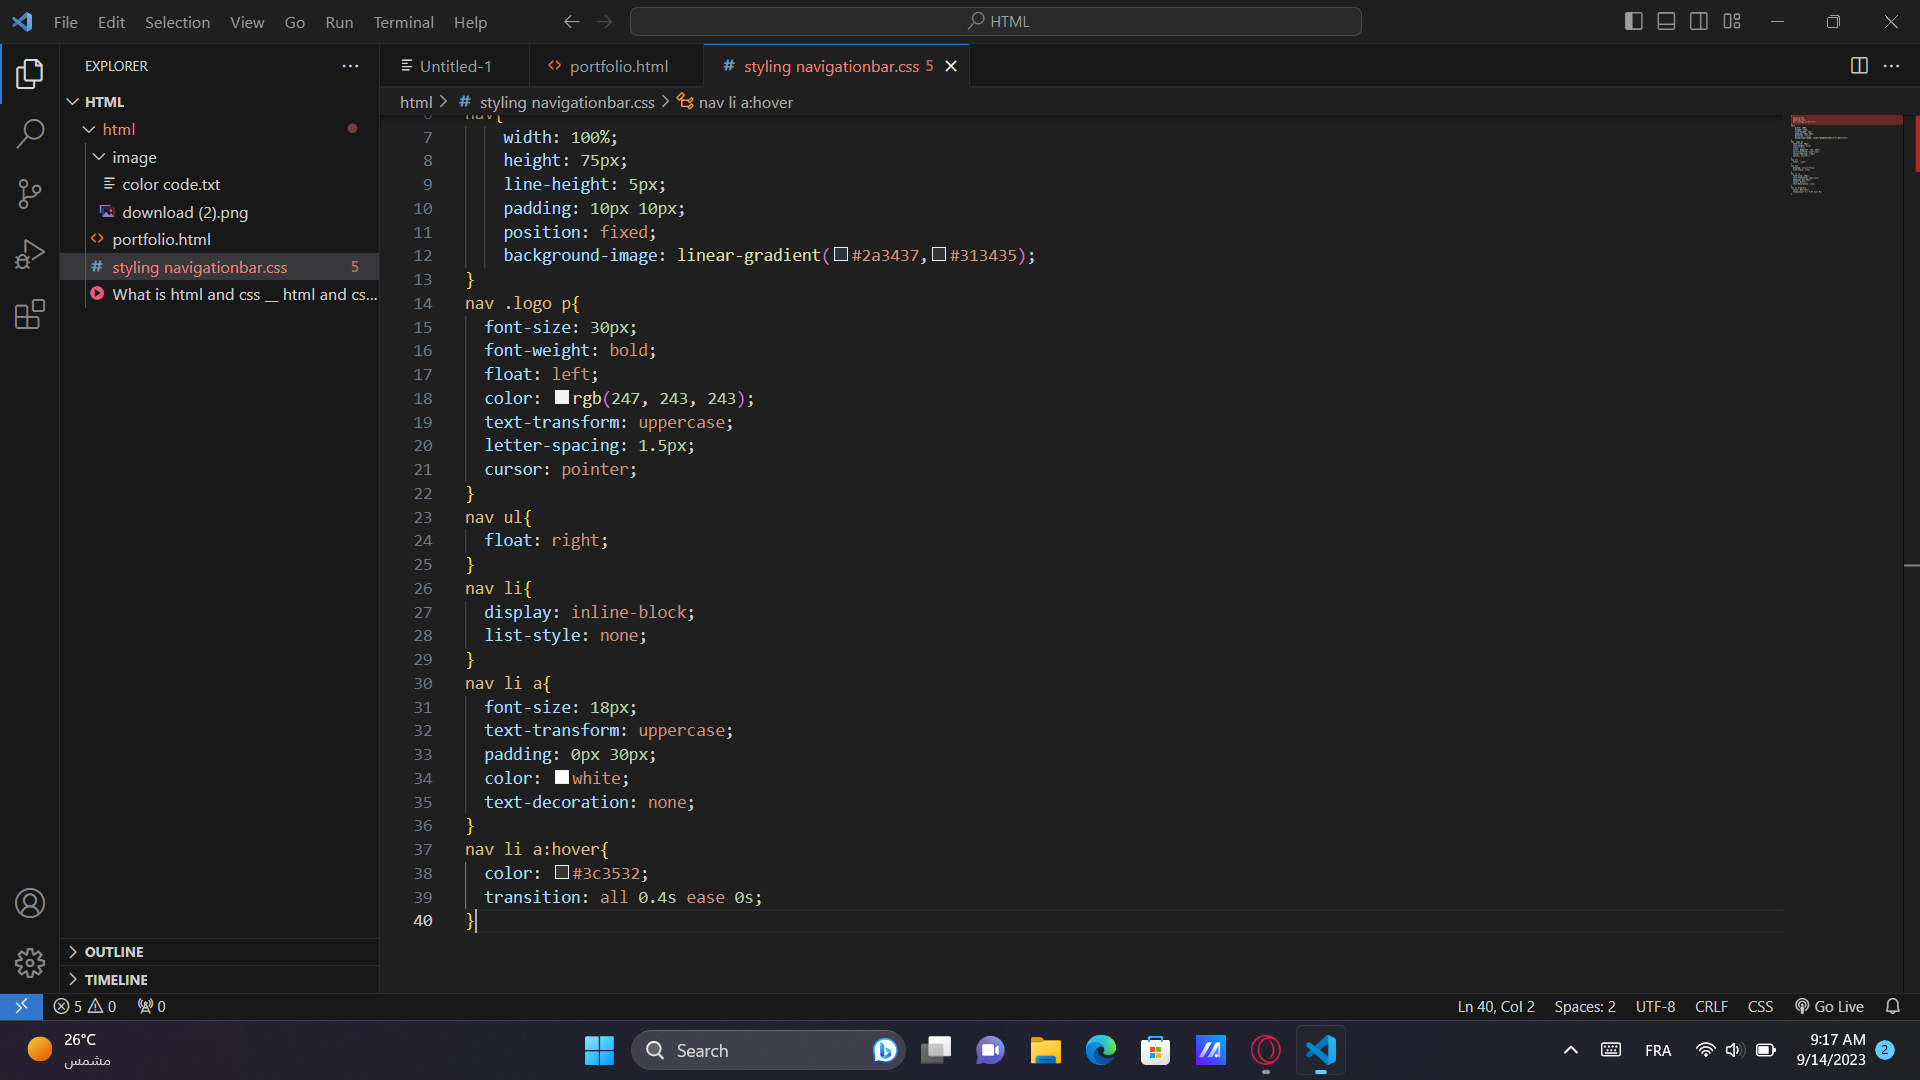 File Edit Selection View Go Run Terminal Help
HTML
EXPLORER
Untitled-1
portfolio.html
# styling navigationbar.css 5
HTML
html
image
color code.txt
download (2).png
portfolio.html
# styling navigationbar.css 5
What is html and css __ html and cs...
OUTLINE
TIMELINE
html > # styling navigationbar.css > nav li a:hover
7 width: 100%;
8 height: 75px;
9 line-height: 5px;
10 padding: 10px 10px;
11 position: fixed;
12 background-image: linear-gradient(#2a3437,#313435);
13 }
14 nav .logo p{
15 font-size: 30px;
16 font-weight: bold;
17 float: left;
18 color: rgb(247, 243, 243);
19 text-transform: uppercase;
20 letter-spacing: 1.5px;
21 cursor: pointer;
22 }
23 nav ul{
24 float: right;
25 }
26 nav li{
27 display: inline-block;
28 list-style: none;
29 }
30 nav li a{
31 font-size: 18px;
32 text-transform: uppercase;
33 padding: 0px 30px;
34 color: white;
35 text-decoration: none;
36 }
37 nav li a:hover{
38 color: #3c3532;
39 transition: all 0.4s ease 0s;
40 }
5 0 0
Ln 40, Col 2 Spaces: 2 UTF-8 CRLF CSS Go Live
26°C
مشمس
Search
FRA
9:17 AM
9/14/2023
2